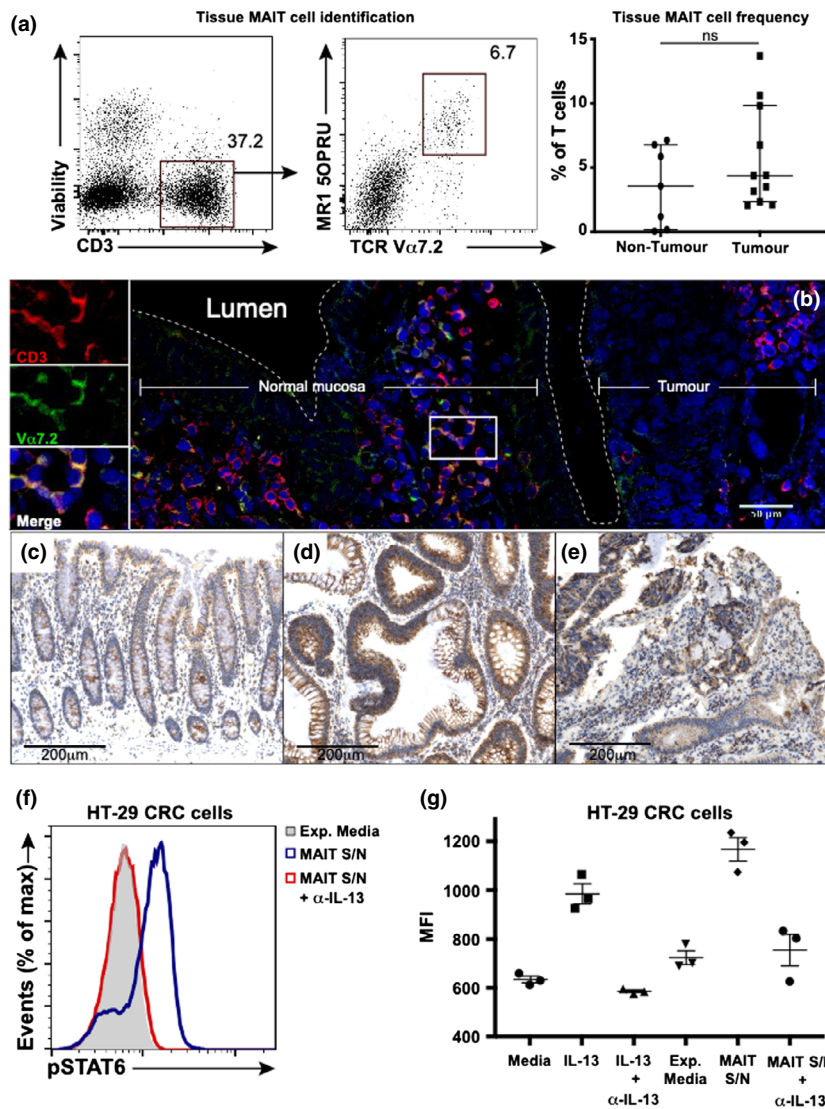 (a)
Tissue MAIT cell identification
Tissue MAIT cell frequency
Viability
37.2
CD3
MR1 5OPRU
6.7
TCR Vα7.2
% of T cells
15
10
5
0
ns
Non-Tumour
Tumour
(b)
CD3
Vα7.2
Merge
Lumen
Normal mucosa
Tumour
50 µm
(c)
200µm
(d)
200µm
(e)
200µm
(f)
HT-29 CRC cells
Events (% of max)
pSTAT6
Exp. Media
MAIT S/N
MAIT S/N
+ α-IL-13
(g)
HT-29 CRC cells
MFI
1200
1000
800
600
400
Media
IL-13
IL-13
+
α-IL-13
Exp.
Media
MAIT
S/N
MAIT S/
+
α-IL-13